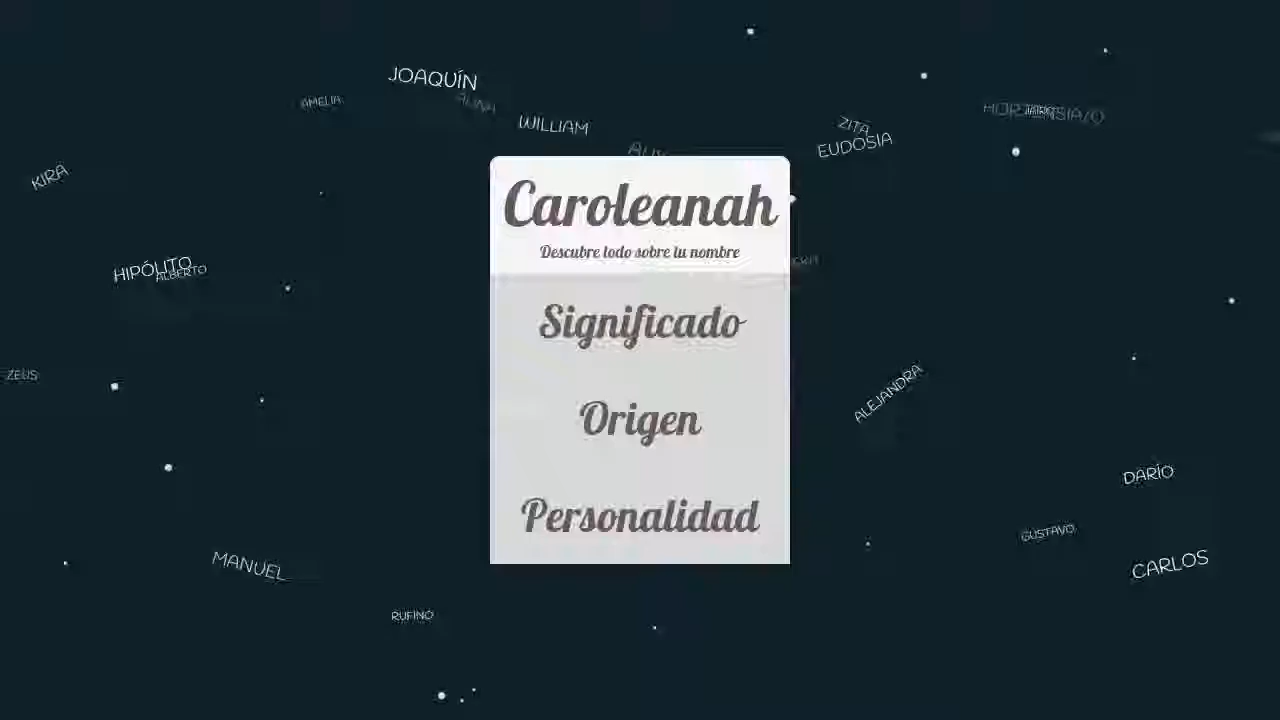 JOAQUÍN
AMELIA
WILLIAM
ZITA
EUDOSIA
KIRA
Caroleanah
Descubre todo sobre tu nombre
HIPÓLITO
ALBERTO
Significado
ZEUS
ALEJANDRA
Origen
DARÍO
Personalidad
GUSTAVO
MANUEL
CARLOS
RUFINO